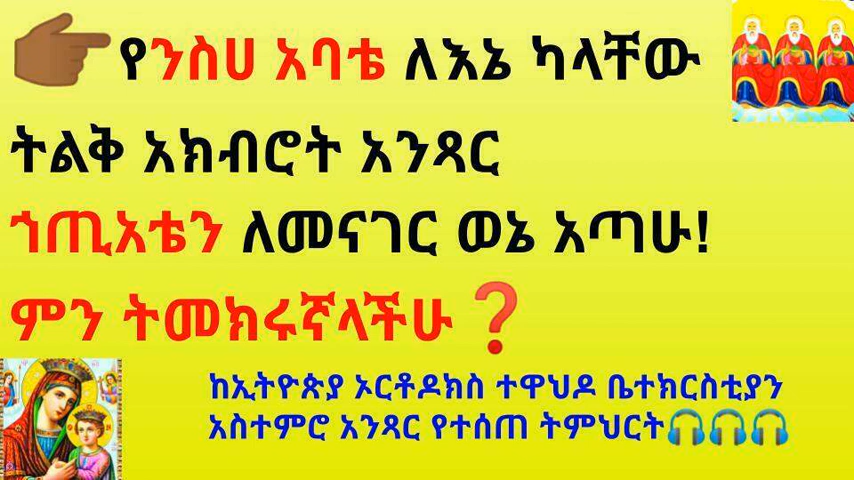 የንስሀ አባቴ ለእኔ ካላቸው
ትልቅ አክብሮት አንጻር
ኀጢአቴን ለመናገር ወኔ አጣሁ!
ምን ትመክሩኛላችሁ❓
ከኢትዮጵያ ኦርቶዶክስ ተዋህዶ ቤተክርስቲያን
አስተምሮ አንጻር የተሰጠ ትምህርት🎧🎧🎧